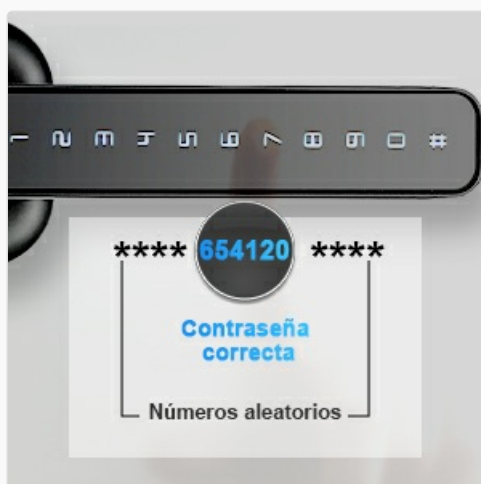 1 2 3 4 5 6 7 8 9 0 #
**** 654120 ****
Contraseña
correcta
Números aleatorios